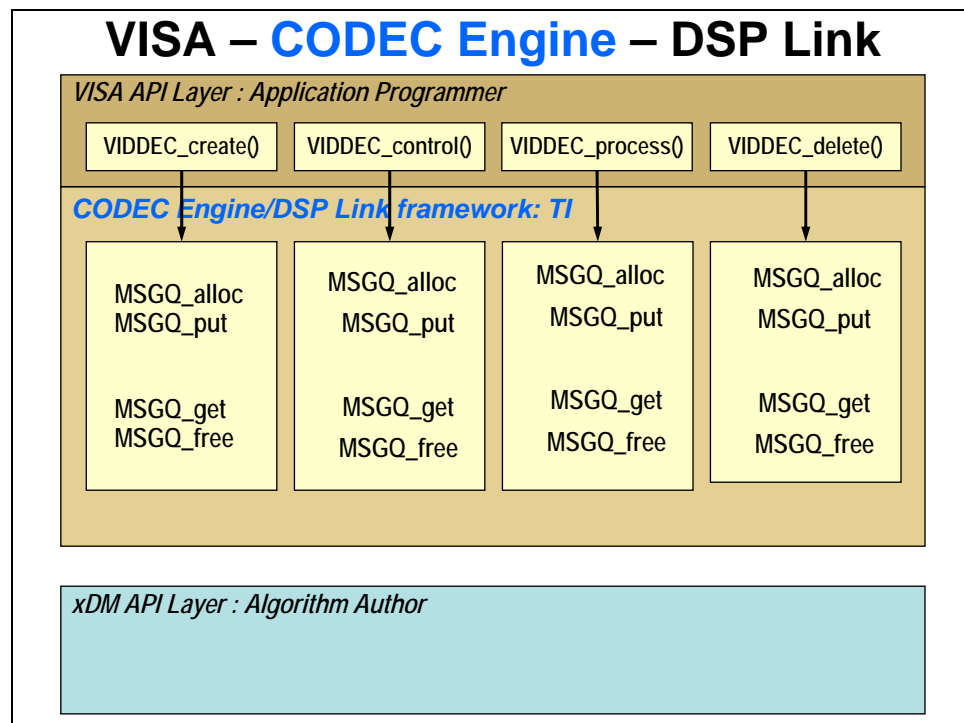 VISA – CODEC Engine – DSP Link
VISA API Layer : Application Programmer
VIDDEC_create()
VIDDEC_control()
VIDDEC_process()
VIDDEC_delete()
CODEC Engine/DSP Link framework: TI
MSGQ_alloc
MSGQ_put
MSGQ_get
MSGQ_free
MSGQ_alloc
MSGQ_put
MSGQ_get
MSGQ_free
MSGQ_alloc
MSGQ_put
MSGQ_get
MSGQ_free
MSGQ_alloc
MSGQ_put
MSGQ_get
MSGQ_free
xDM API Layer : Algorithm Author